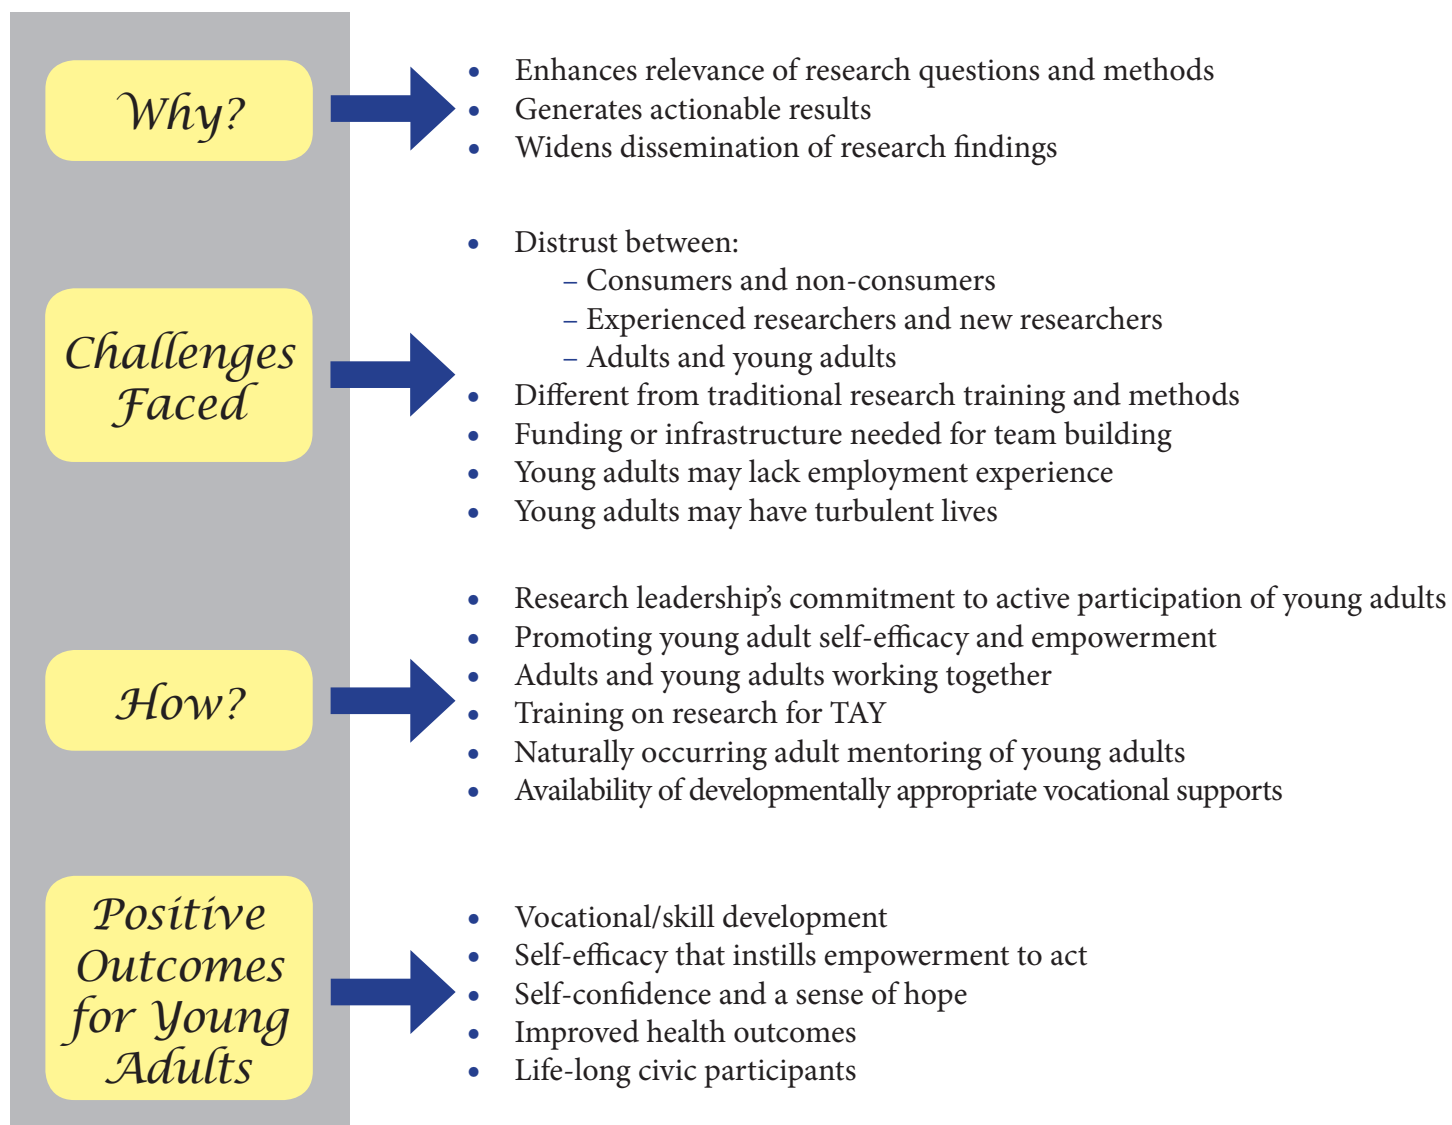 Why?
• Enhances relevance of research questions and methods
• Generates actionable results
• Widens dissemination of research findings
Challenges
Faced
• Distrust between:
– Consumers and non-consumers
– Experienced researchers and new researchers
– Adults and young adults
• Different from traditional research training and methods
• Funding or infrastructure needed for team building
• Young adults may lack employment experience
• Young adults may have turbulent lives
How?
• Research leadership’s commitment to active participation of young adults
• Promoting young adult self-efficacy and empowerment
• Adults and young adults working together
• Training on research for TAY
• Naturally occurring adult mentoring of young adults
• Availability of developmentally appropriate vocational supports
Positive
Outcomes
for Young
Adults
• Vocational/skill development
• Self-efficacy that instills empowerment to act
• Self-confidence and a sense of hope
• Improved health outcomes
• Life-long civic participants